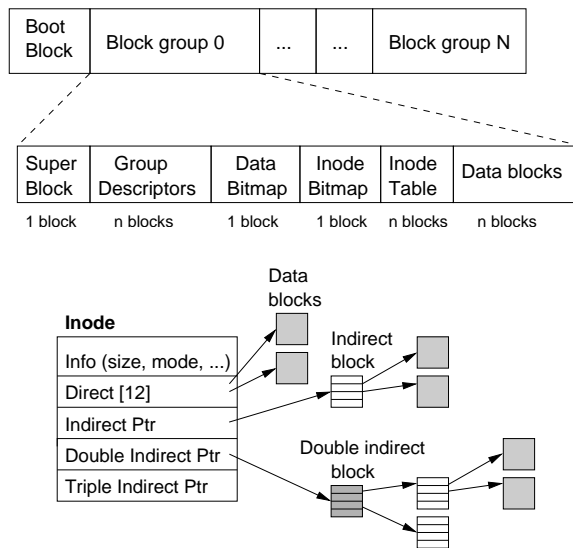 Boot
Block
Block group 0
...
...
Block group N
Super
Block
Group
Descriptors
Data
Bitmap
Inode
Bitmap
Inode
Table
Data blocks
1 block
n blocks
1 block
1 block
n blocks
n blocks
Data
blocks
Inode
Info (size, mode, ...)
Direct [12]
Indirect Ptr
Double Indirect Ptr
Triple Indirect Ptr
Indirect
block
Double indirect
block